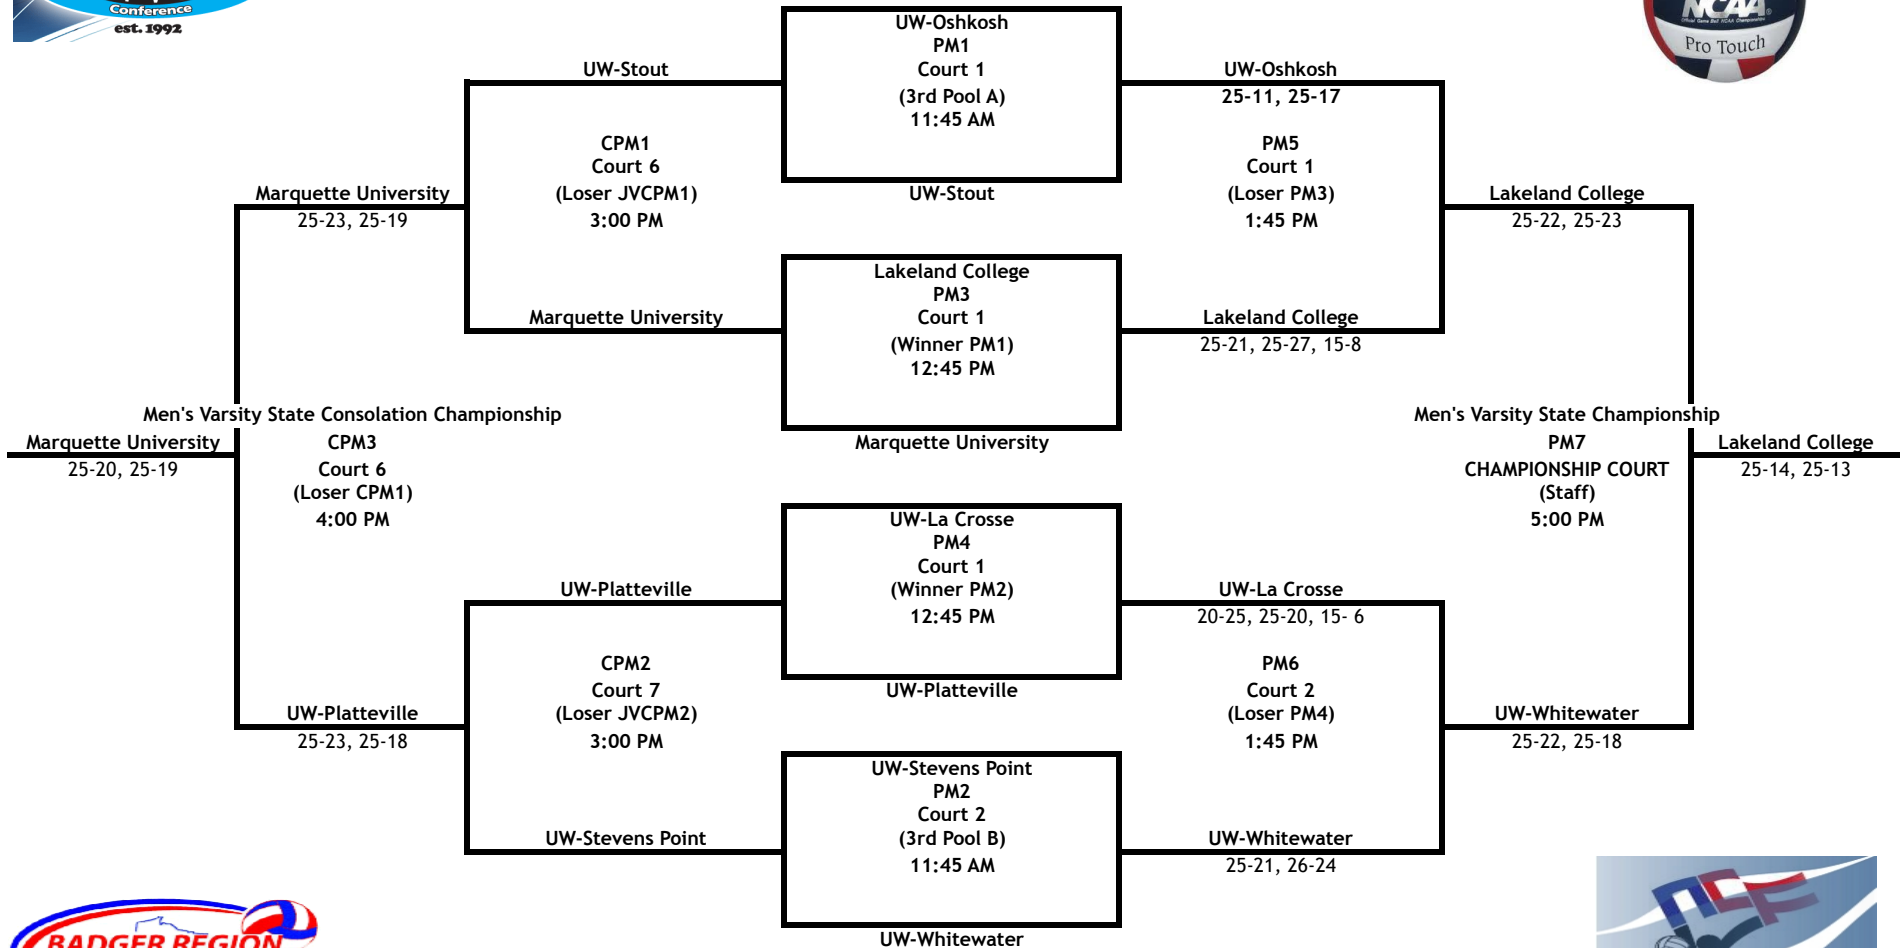 Conference
est. 1992
NCAA
Pro Touch
UW-Oshkosh
PM1
Court 1
(3rd Pool A)
11:45 AM
UW-Stout
UW-Stout
UW-Oshkosh
25-11, 25-17
CPM1
Court 6
(Loser JVCPM1)
3:00 PM
PM5
Court 1
(Loser PM3)
1:45 PM
Marquette University
25-23, 25-19
Lakeland College
25-22, 25-23
Lakeland College
PM3
Court 1
(Winner PM1)
12:45 PM
Marquette University
Marquette University
Lakeland College
25-21, 25-27, 15-8
Men's Varsity State Consolation Championship
Marquette University
25-20, 25-19
CPM3
Court 6
(Loser CPM1)
4:00 PM
Men's Varsity State Championship
PM7
CHAMPIONSHIP COURT
(Staff)
5:00 PM
Lakeland College
25-14, 25-13
UW-La Crosse
PM4
Court 1
(Winner PM2)
12:45 PM
UW-Platteville
UW-Platteville
UW-La Crosse
20-25, 25-20, 15- 6
CPM2
Court 7
(Loser JVCPM2)
3:00 PM
PM6
Court 2
(Loser PM4)
1:45 PM
UW-Platteville
25-23, 25-18
UW-Whitewater
25-22, 25-18
UW-Stevens Point
PM2
Court 2
(3rd Pool B)
11:45 AM
UW-Whitewater
UW-Stevens Point
UW-Whitewater
25-21, 26-24
BADGER REGION